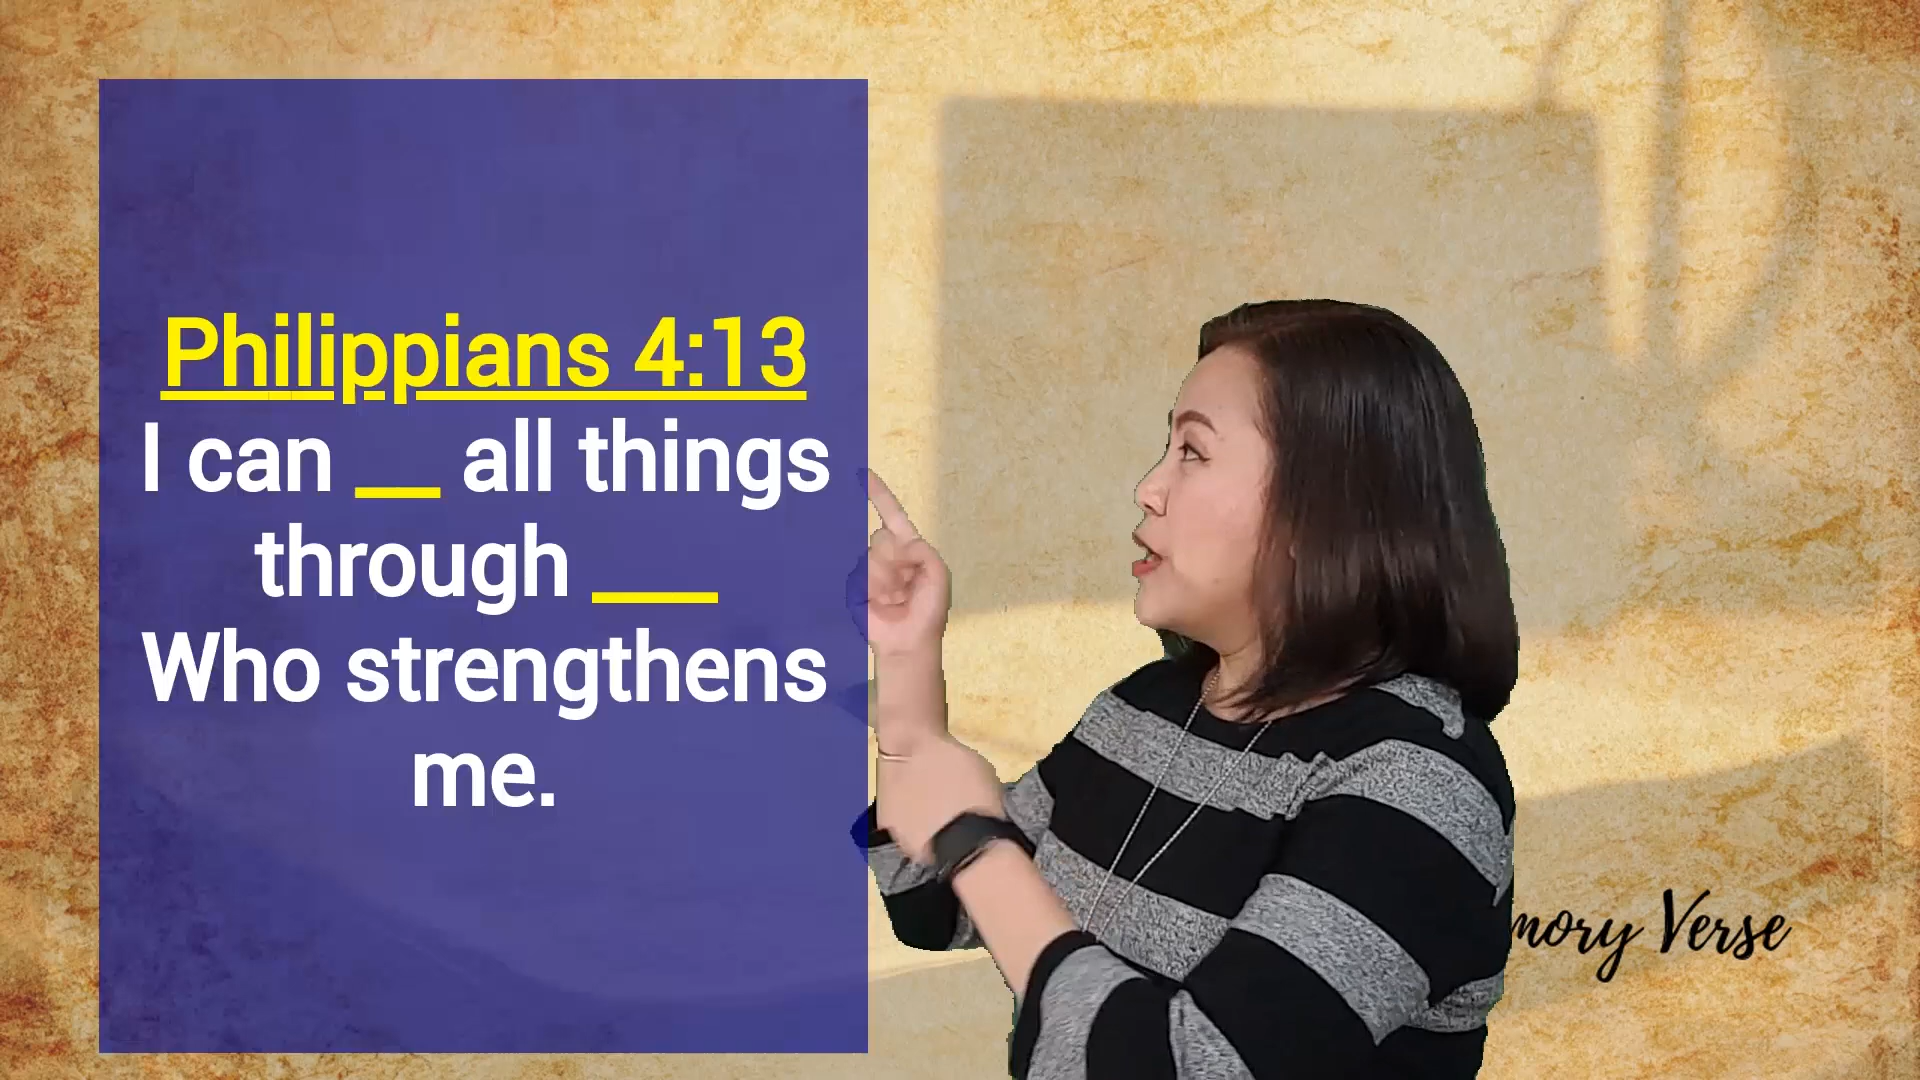 Philippians 4:13
I can __ all things
through ___
Who strengthens
me.
mory Verse